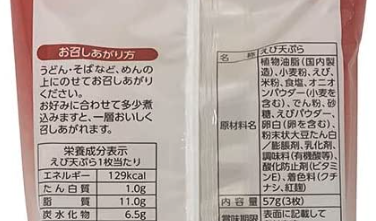 お召しあがり方
うどん・そばなど、めんの
上にのせてお召しあがり
ください。
お好みに合わせて多少煮
込みますと、一層おいしく
召しあがれます。
栄養成分表示
えび天ぷら1枚当たり
エネルギー 129kcal
たん白質 1.0g
脂質 11.0g
炭水化物 6.5g
名称 えび天ぷら
原材料名 植物油脂(国内製
造)、小麦粉、えび、
米粉、食塩、オニオ
ンパウダー(小麦を
含む)、でん粉、砂
糖、えびパウダー、
卵白(卵を含む)、粉
末状大豆たん白/
膨脹剤、乳化剤、
調味料(有機酸等)、
酸化防止剤(ビタミ
ンE)、着色料(クチ
ナシ、紅麹)
内容量 57g(3枚)
賞味期限 表面に記載して